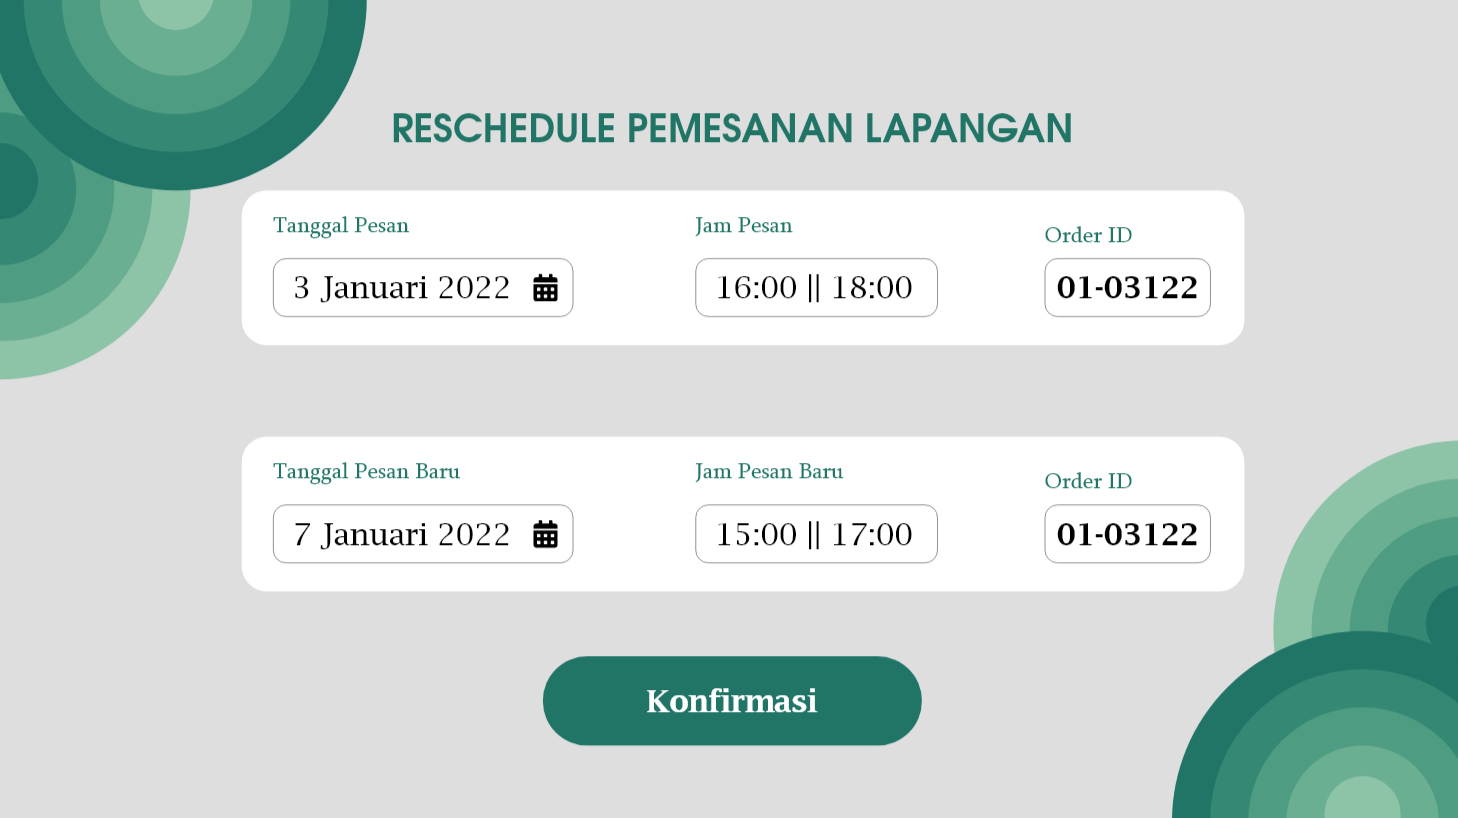 RESCHEDULE PEMESANAN LAPANGAN
Tanggal Pesan
Jam Pesan
Order ID
3 Januari 2022
16:00 || 18:00
01-03122
Tanggal Pesan Baru
Jam Pesan Baru
Order ID
7 Januari 2022
15:00 || 17:00
01-03122
Konfirmasi